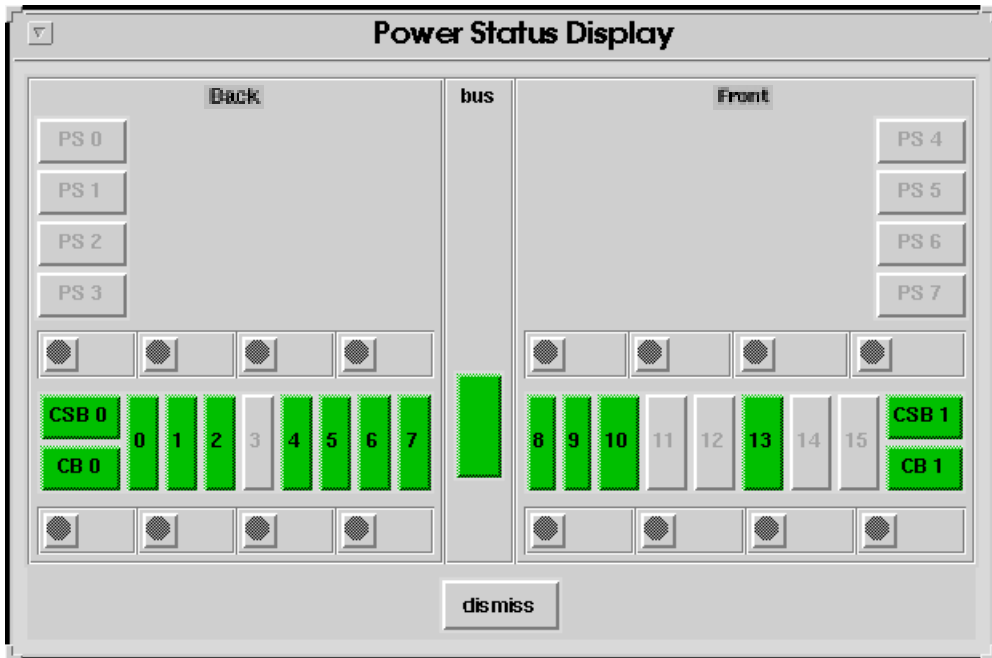 Power Status Display
Back
bus
Front
PS 0
PS 4
PS 1
PS 5
PS 2
PS 6
PS 3
PS 7
CSB 0
CB 0
0 1 2 3 4 5 6 7
8 9 10 11 12 13 14 15
CSB 1
CB 1
dismiss